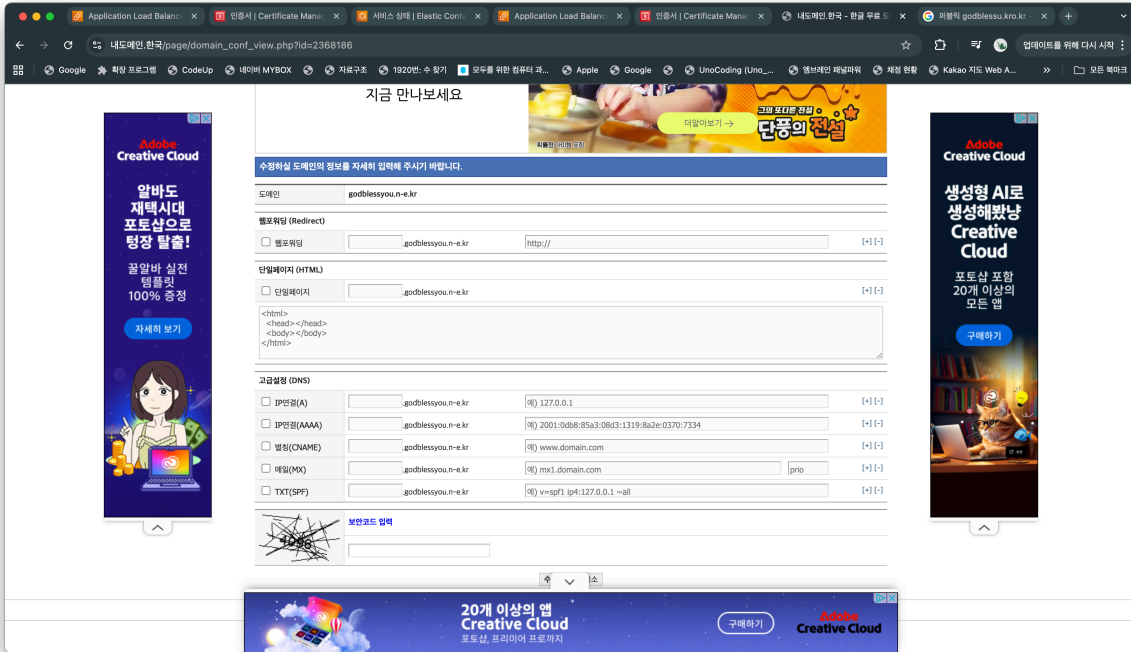 Application Load Balanc
인증서 | Certificate Manag
서비스 상태 | Elastic Conta
Application Load Balanc
인증서 | Certificate Manag
내도메인.한국 - 한글 무료 도
퍼블릭 godblessu.kro.kr -
내도메인.한국/page/domain_conf_view.php?id=2368186
업데이트를 위해 다시 시작
Google
확장 프로그램
CodeUp
네이버 MYBOX
자료구조
1920번: 수 찾기
모두를 위한 컴퓨터 과...
Apple
Google
UnoCoding (Uno_...
엠브레인 패널파워
채점 현황
Kakao 지도 Web A...
모든 북마크
지금 만나보세요
더알아보기 →
그의 또다른 전설
단풍의 전설
확률형 아이템 포함
수정하실 도메인의 정보를 자세히 입력해 주시기 바랍니다.
도메인 godblessyou.n-e.kr
웹포워딩 (Redirect)
웹포워딩 .godblessyou.n-e.kr http:// [+] [-]
단일페이지 (HTML)
단일페이지 .godblessyou.n-e.kr [+] [-]
<html>
<head></head>
<body></body>
</html>
고급설정 (DNS)
IP연결(A) .godblessyou.n-e.kr 예) 127.0.0.1 [+] [-]
IP연결(AAAA) .godblessyou.n-e.kr 예) 2001:0db8:85a3:08d3:1319:8a2e:0370:7334 [+] [-]
별칭(CNAME) .godblessyou.n-e.kr 예) www.domain.com [+] [-]
메일(MX) .godblessyou.n-e.kr 예) mx1.domain.com prio [+] [-]
TXT(SPF) .godblessyou.n-e.kr 예) v=spf1 ip4:127.0.0.1 ~all [+] [-]
보안코드 입력
Adobe
Creative Cloud
알바도
재택시대
포토샵으로
텅장 탈출!
꿀알바 실전
템플릿
100% 증정
자세히 보기
Adobe
Creative Cloud
생성형 AI로
생성해봤냥
Creative
Cloud
포토샵 포함
20개 이상의
모든 앱
구매하기
20개 이상의 앱
Creative Cloud
포토샵, 프리미어 프로까지
구매하기
Adobe
Creative Cloud